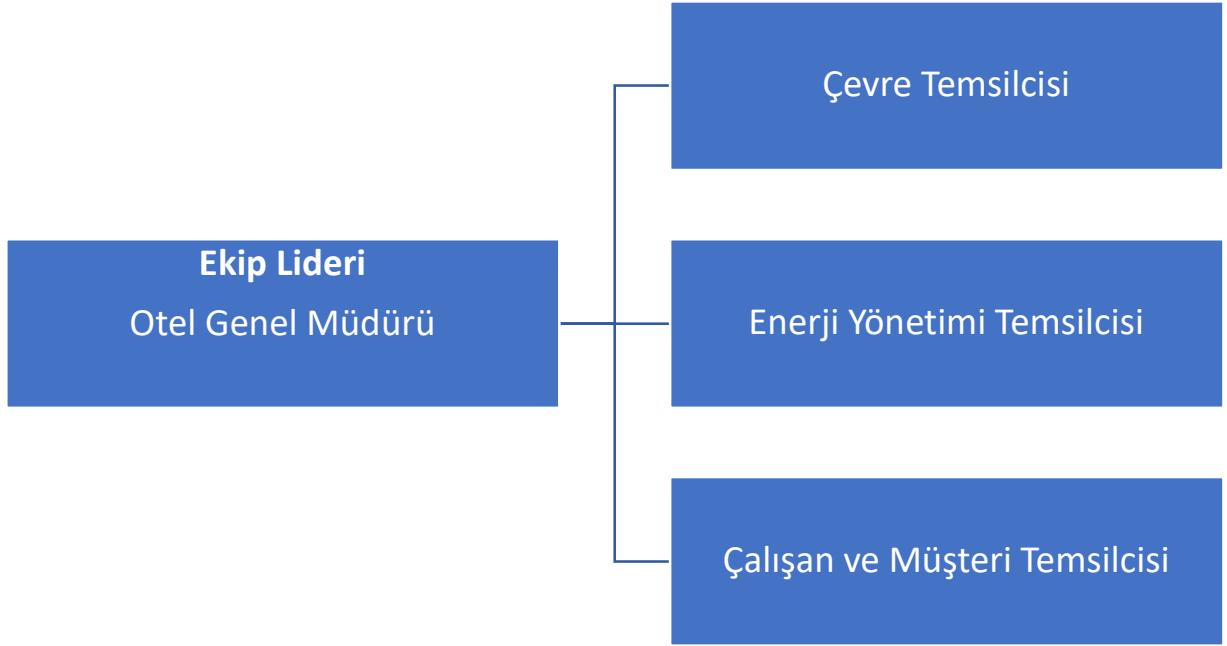 Ekip Lideri
Otel Genel Müdürü
Çevre Temsilcisi
Enerji Yönetimi Temsilcisi
Çalışan ve Müşteri Temsilcisi